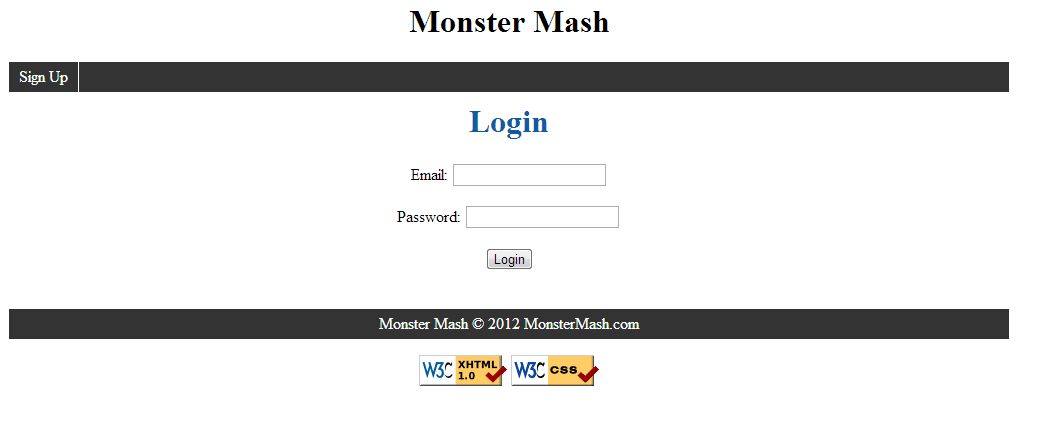 Monster Mash
Sign Up
Login
Email:
Password:
Login
Monster Mash © 2012 MonsterMash.com
W3C XHTML 1.0 W3C CSS